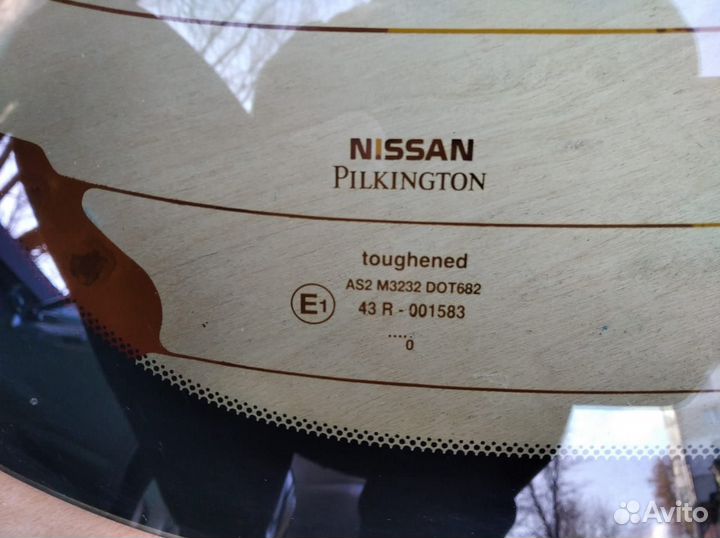 NISSAN
PILKINGTON
toughened
AS2 M3232 DOT682
E1 43 R - 001583
....
0
Avito